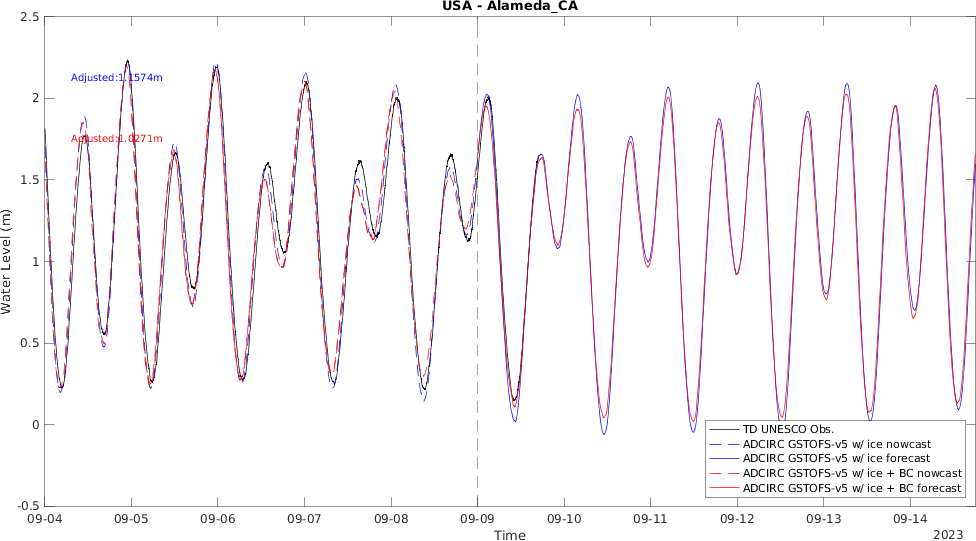 USA - Alameda_CA
2.5
2
1.5
1
0.5
0
-0.5
Water Level (m)
Adjusted:1.1574m
Adjusted:1.0271m
TD UNESCO Obs.
ADCIRC GSTOFS-v5 w/ ice nowcast
ADCIRC GSTOFS-v5 w/ ice forecast
ADCIRC GSTOFS-v5 w/ ice + BC nowcast
ADCIRC GSTOFS-v5 w/ ice + BC forecast
09-04 09-05 09-06 09-07 09-08 09-09 09-10 09-11 09-12 09-13 09-14
Time
2023